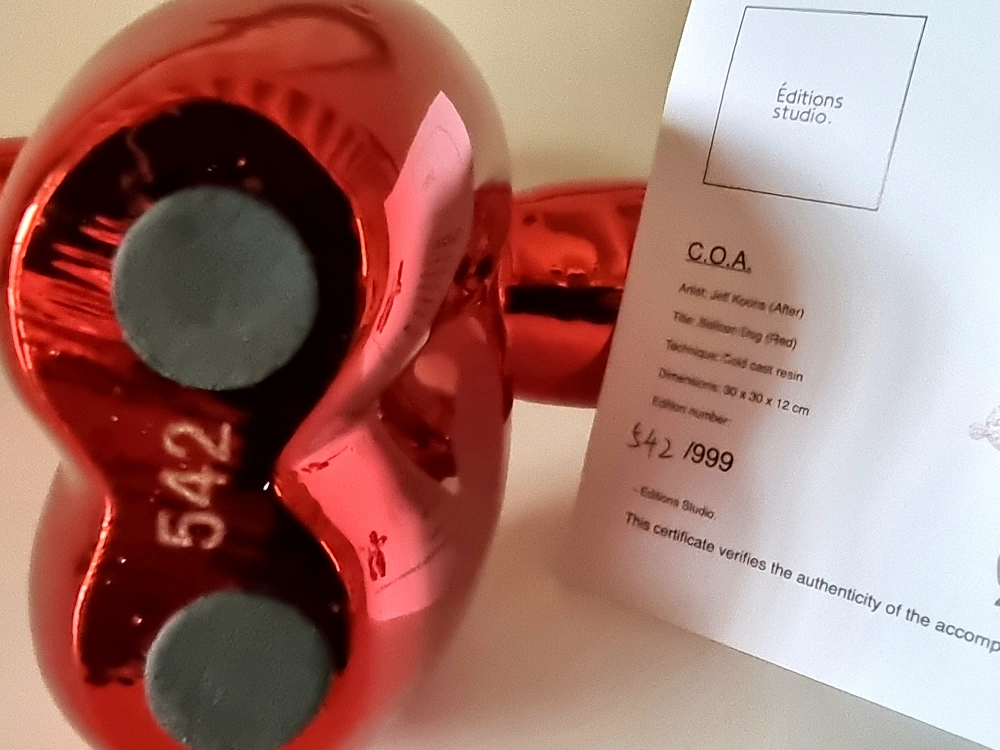 542
Éditions
studio.
C.O.A.
Artist: Jeff Koons (After)
Title: Balloon Dog (Red)
Technique: Cold cast resin
Dimensions: 30 x 30 x 12 cm
Edition number:
542 /999
- Editions Studio.
This certificate verifies the authenticity of the